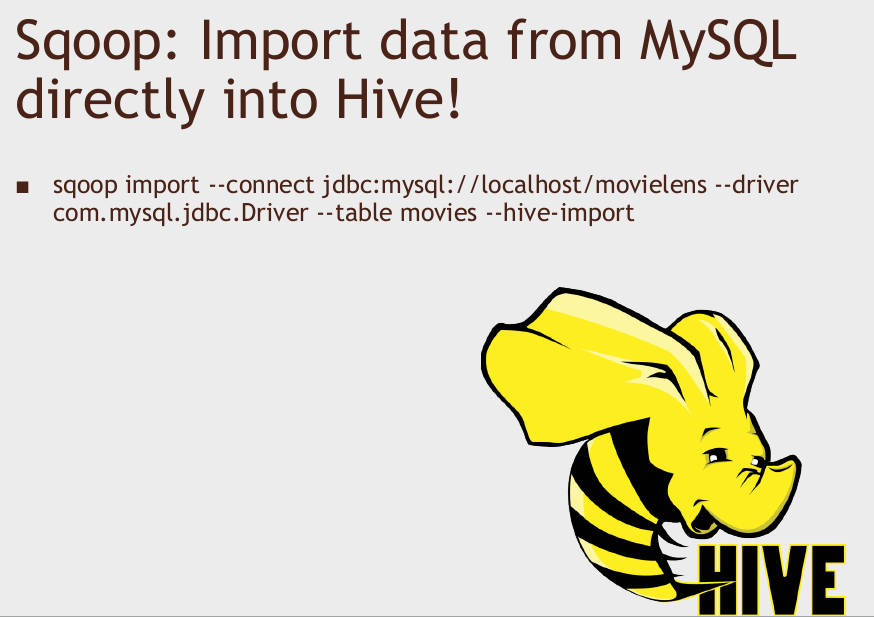 Sqoop: Import data from MySQL
directly into Hive!
▪ sqoop import --connect jdbc:mysql://localhost/movielens --driver
com.mysql.jdbc.Driver --table movies --hive-import
HIVE